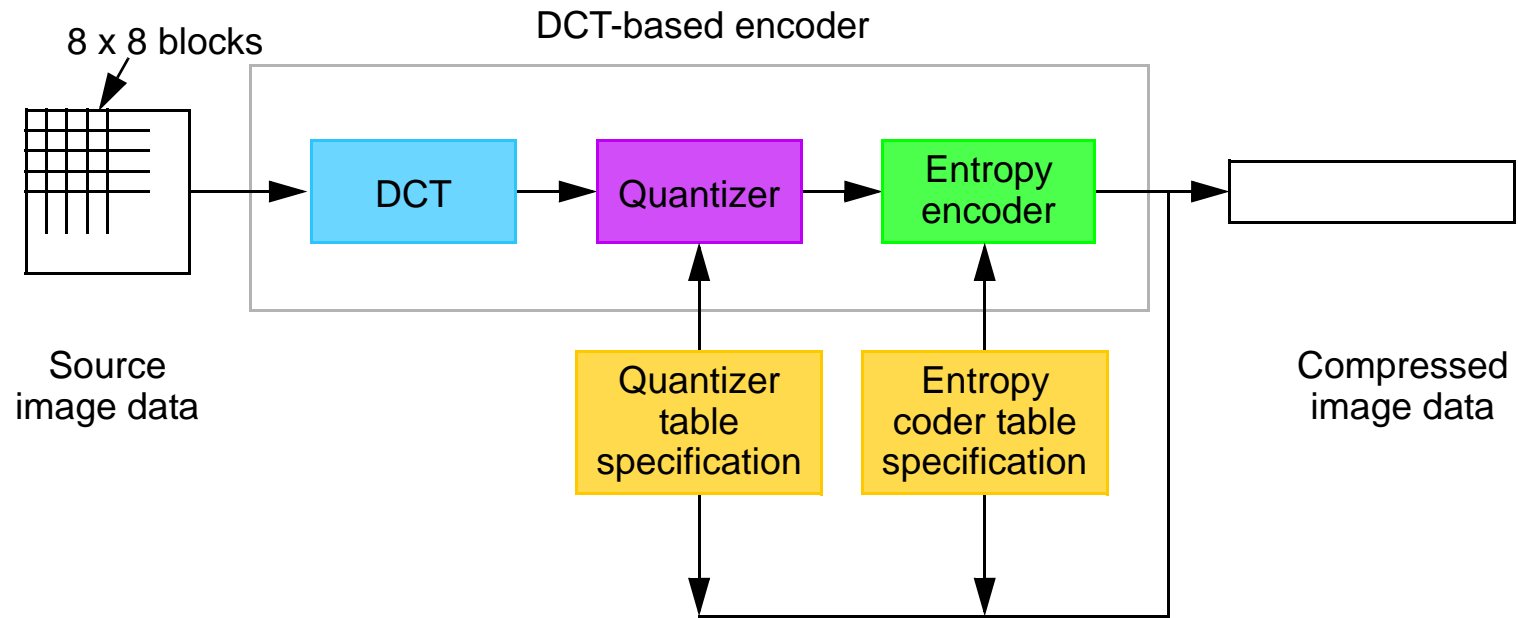 DCT-based encoder
8 x 8 blocks
DCT
Quantizer
Entropy
encoder
Source
image data
Quantizer
table
specification
Entropy
coder table
specification
Compressed
image data